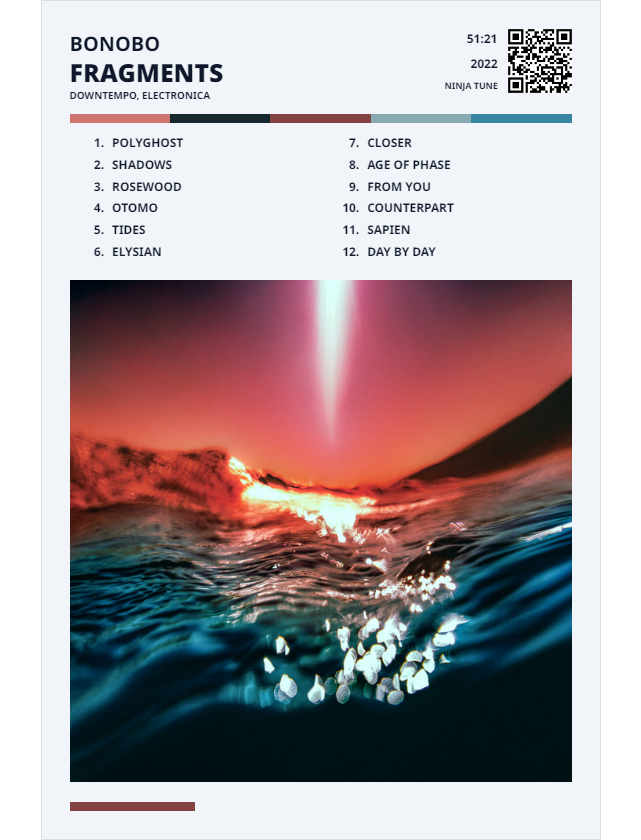 BONOBO
FRAGMENTS
DOWNTEMPO, ELECTRONICA
51:21
2022
NINJA TUNE
1. POLYGHOST
2. SHADOWS
3. ROSEWOOD
4. OTOMO
5. TIDES
6. ELYSIAN
7. CLOSER
8. AGE OF PHASE
9. FROM YOU
10. COUNTERPART
11. SAPIEN
12. DAY BY DAY